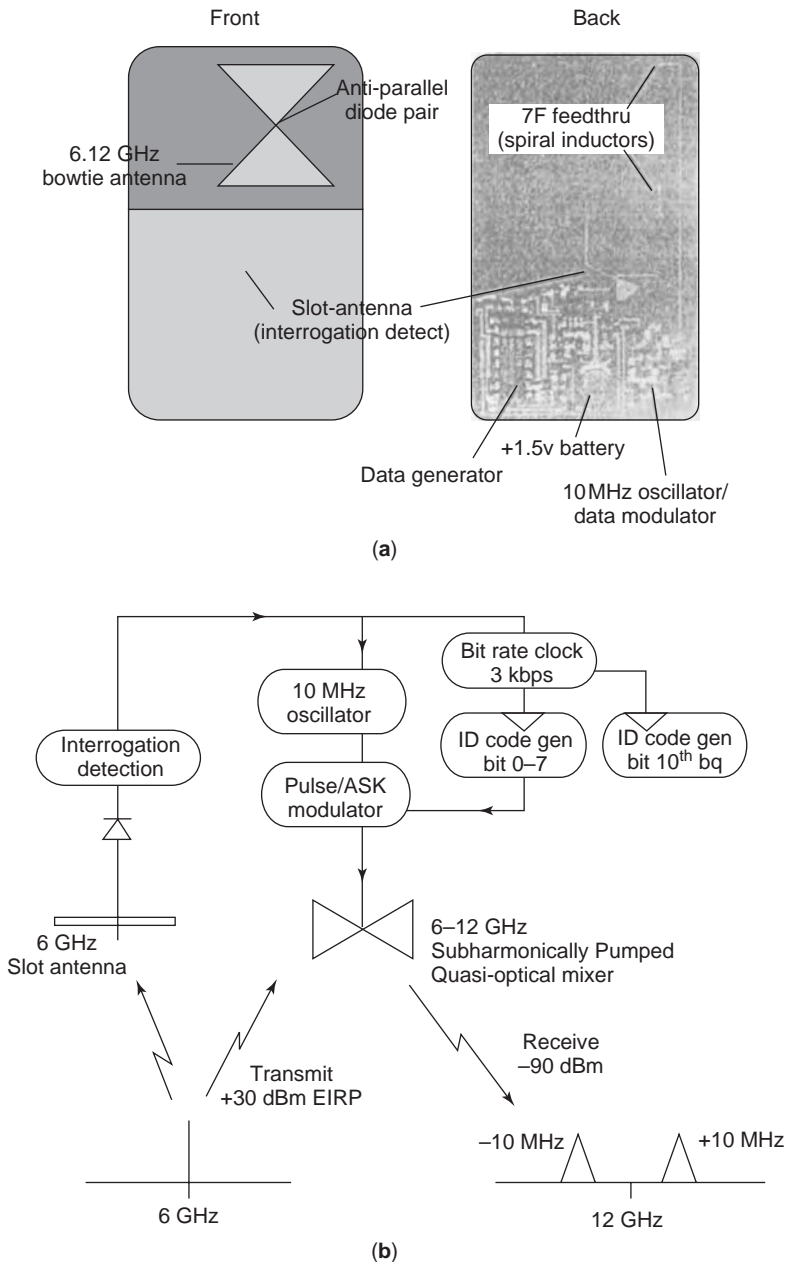 Front
Back
Anti-parallel
diode pair
6.12 GHz
bowtie antenna
7F feedthru
(spiral inductors)
Slot-antenna
(interrogation detect)
+1.5v battery
Data generator
10 MHz oscillator/
data modulator
(a)
Bit rate clock
3 kbps
10 MHz
oscillator
Interrogation
detection
ID code gen
bit 0–7
ID code gen
bit 10th bq
Pulse/ASK
modulator
6 GHz
Slot antenna
6–12 GHz
Subharmonically Pumped
Quasi-optical mixer
Transmit
+30 dBm EIRP
Receive
–90 dBm
–10 MHz
+10 MHz
6 GHz
12 GHz
(b)